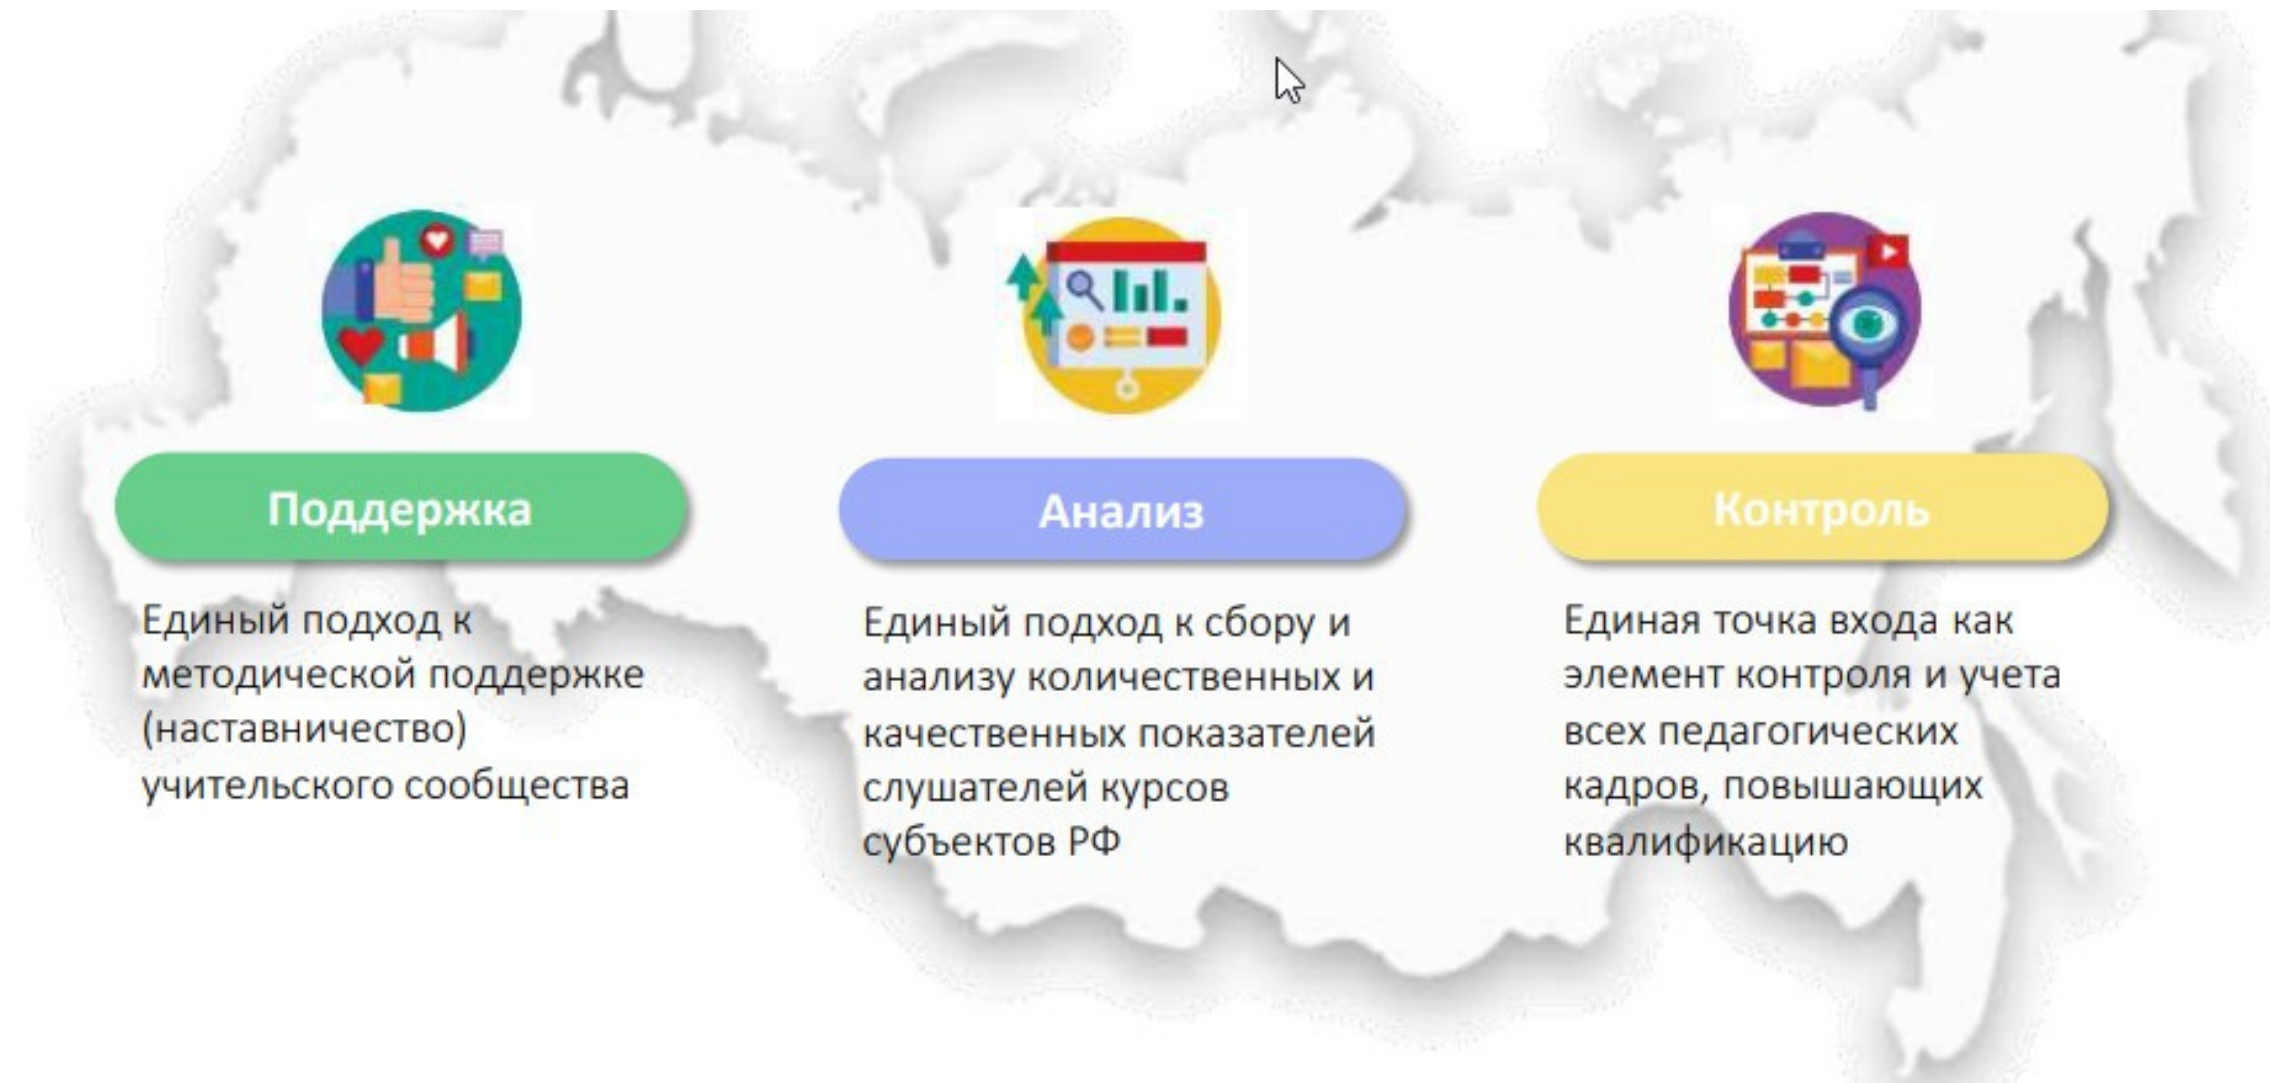 Поддержка
Единый подход к
методической поддержке
(наставничество)
учительского сообщества
Анализ
Единый подход к сбору и
анализу количественных и
качественных показателей
слушателей курсов
субъектов РФ
Контроль
Единая точка входа как
элемент контроля и учета
всех педагогических
кадров, повышающих
квалификацию